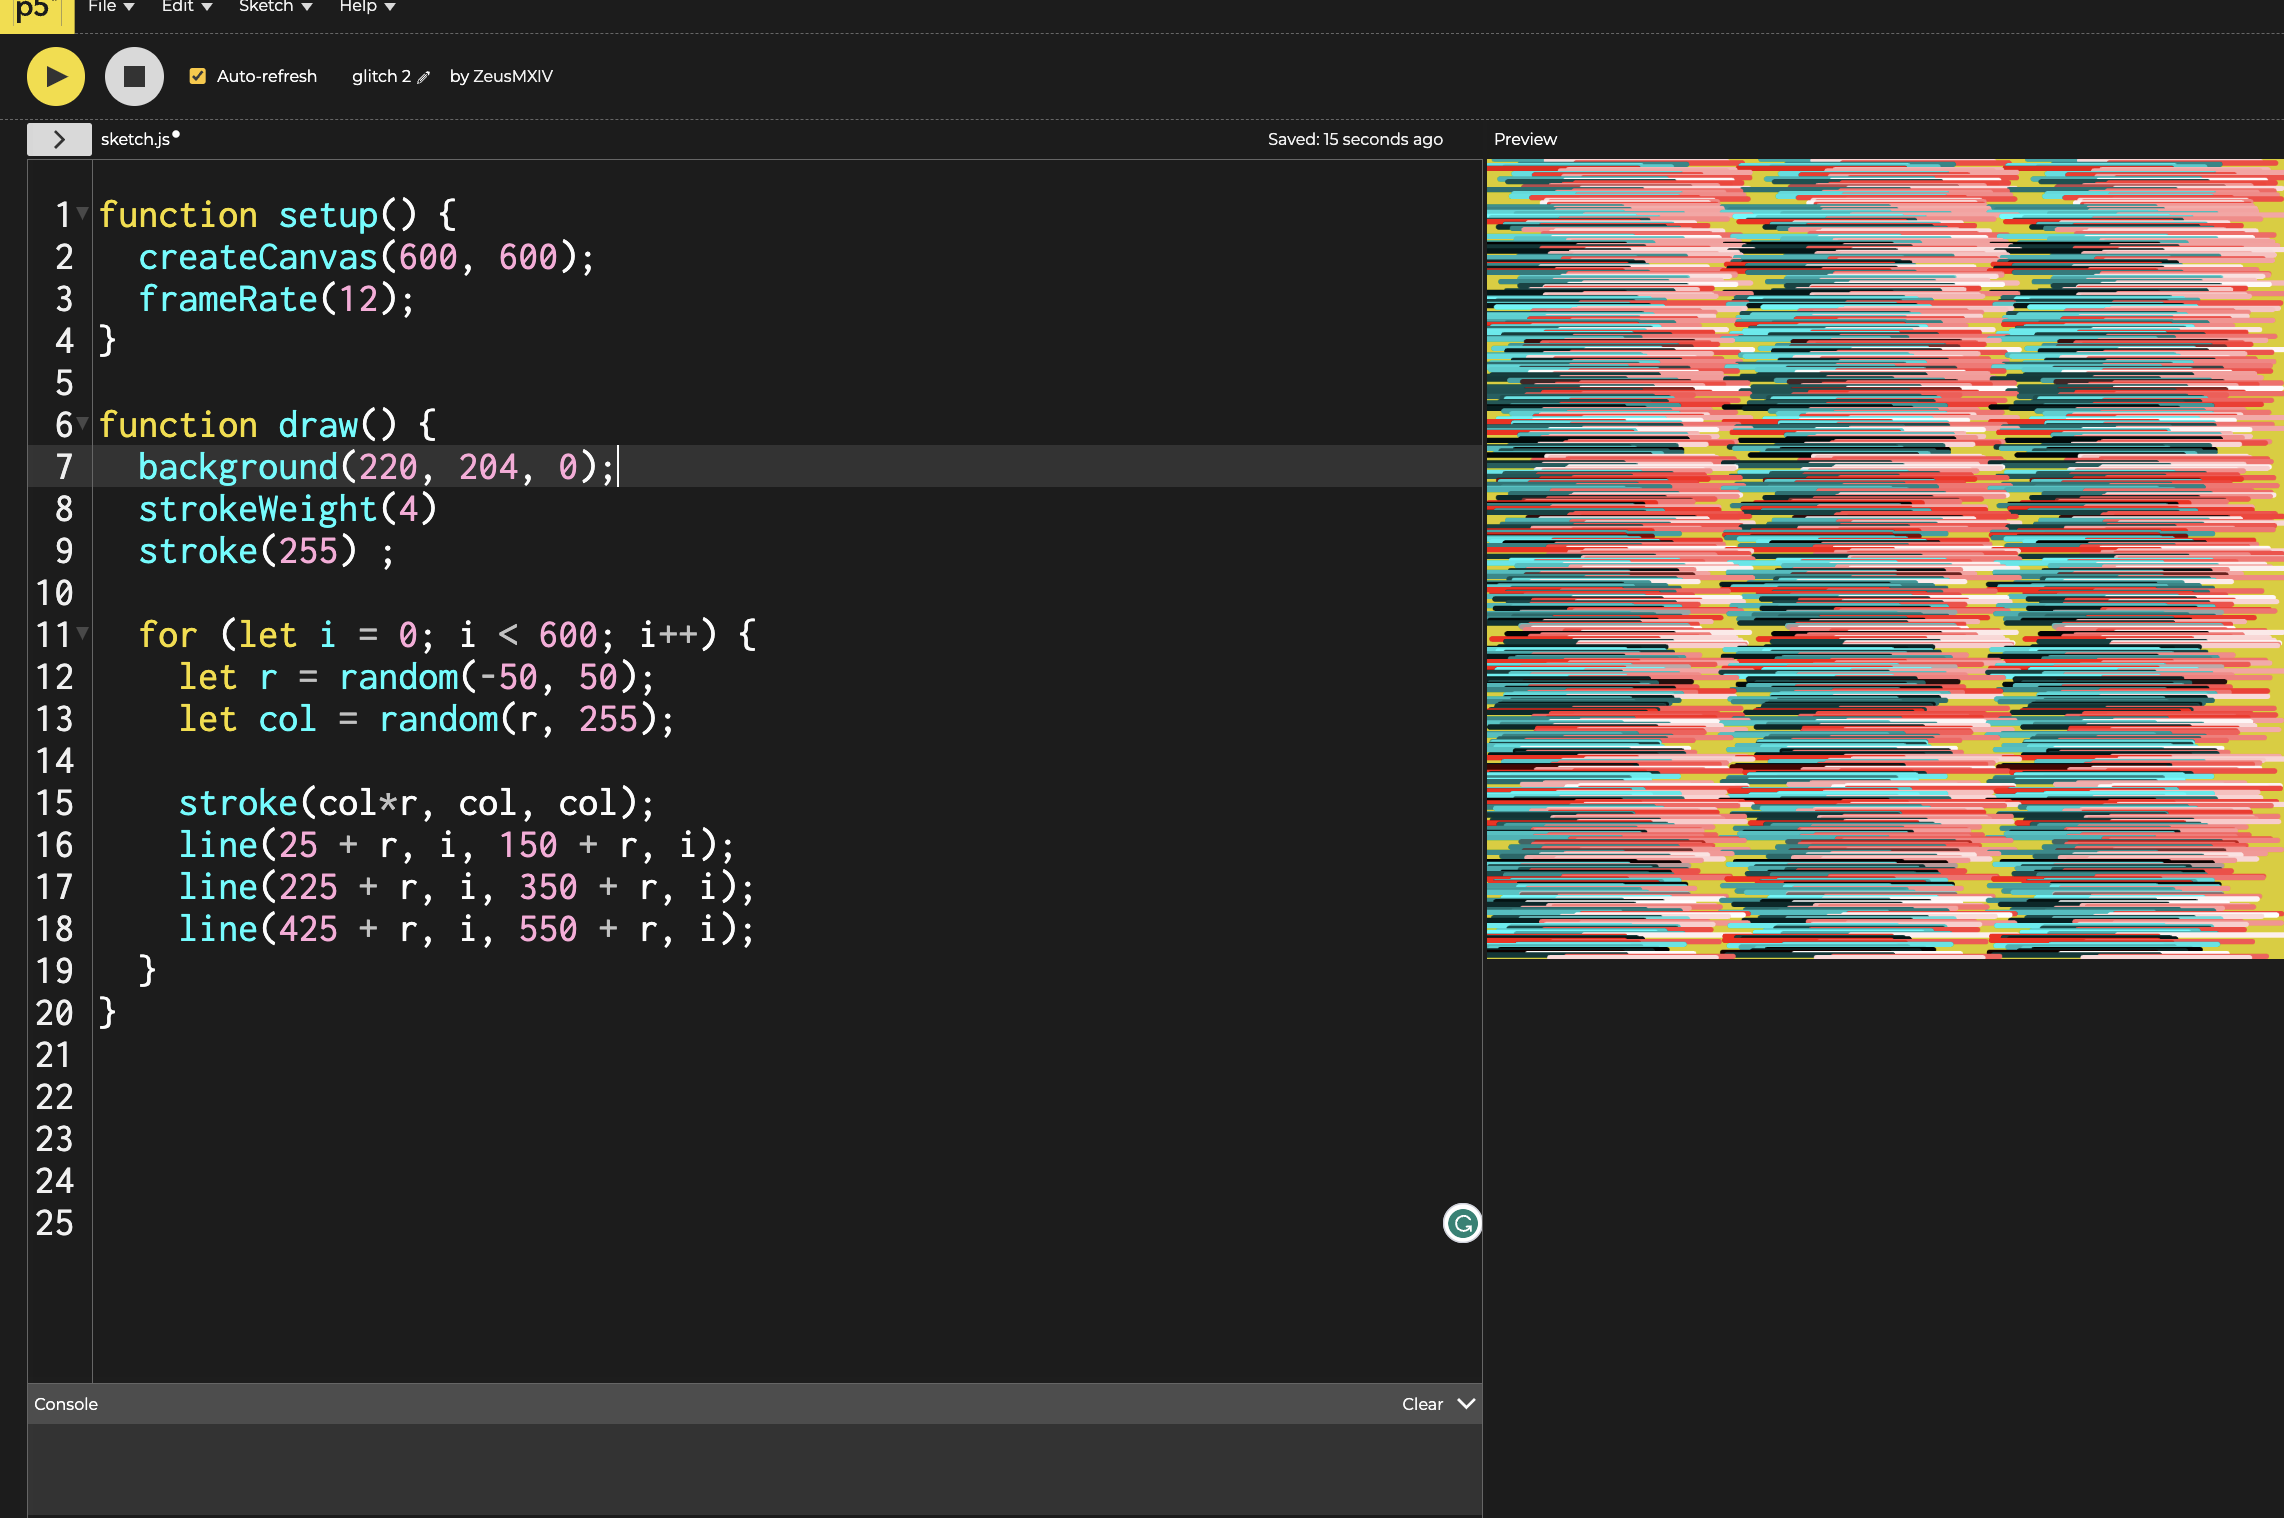 p5*
File Edit Sketch Help
Auto-refresh glitch 2 by ZeusMXIV
sketch.js Saved: 15 seconds ago Preview
1 function setup() {
2 createCanvas(600, 600);
3 frameRate(12);
4 }
5
6 function draw() {
7 background(220, 204, 0);
8 strokeWeight(4)
9 stroke(255) ;
10
11 for (let i = 0; i < 600; i++) {
12 let r = random(-50, 50);
13 let col = random(r, 255);
14
15 stroke(col*r, col, col);
16 line(25 + r, i, 150 + r, i);
17 line(225 + r, i, 350 + r, i);
18 line(425 + r, i, 550 + r, i);
19 }
20 }
21
22
23
24
25
Console Clear